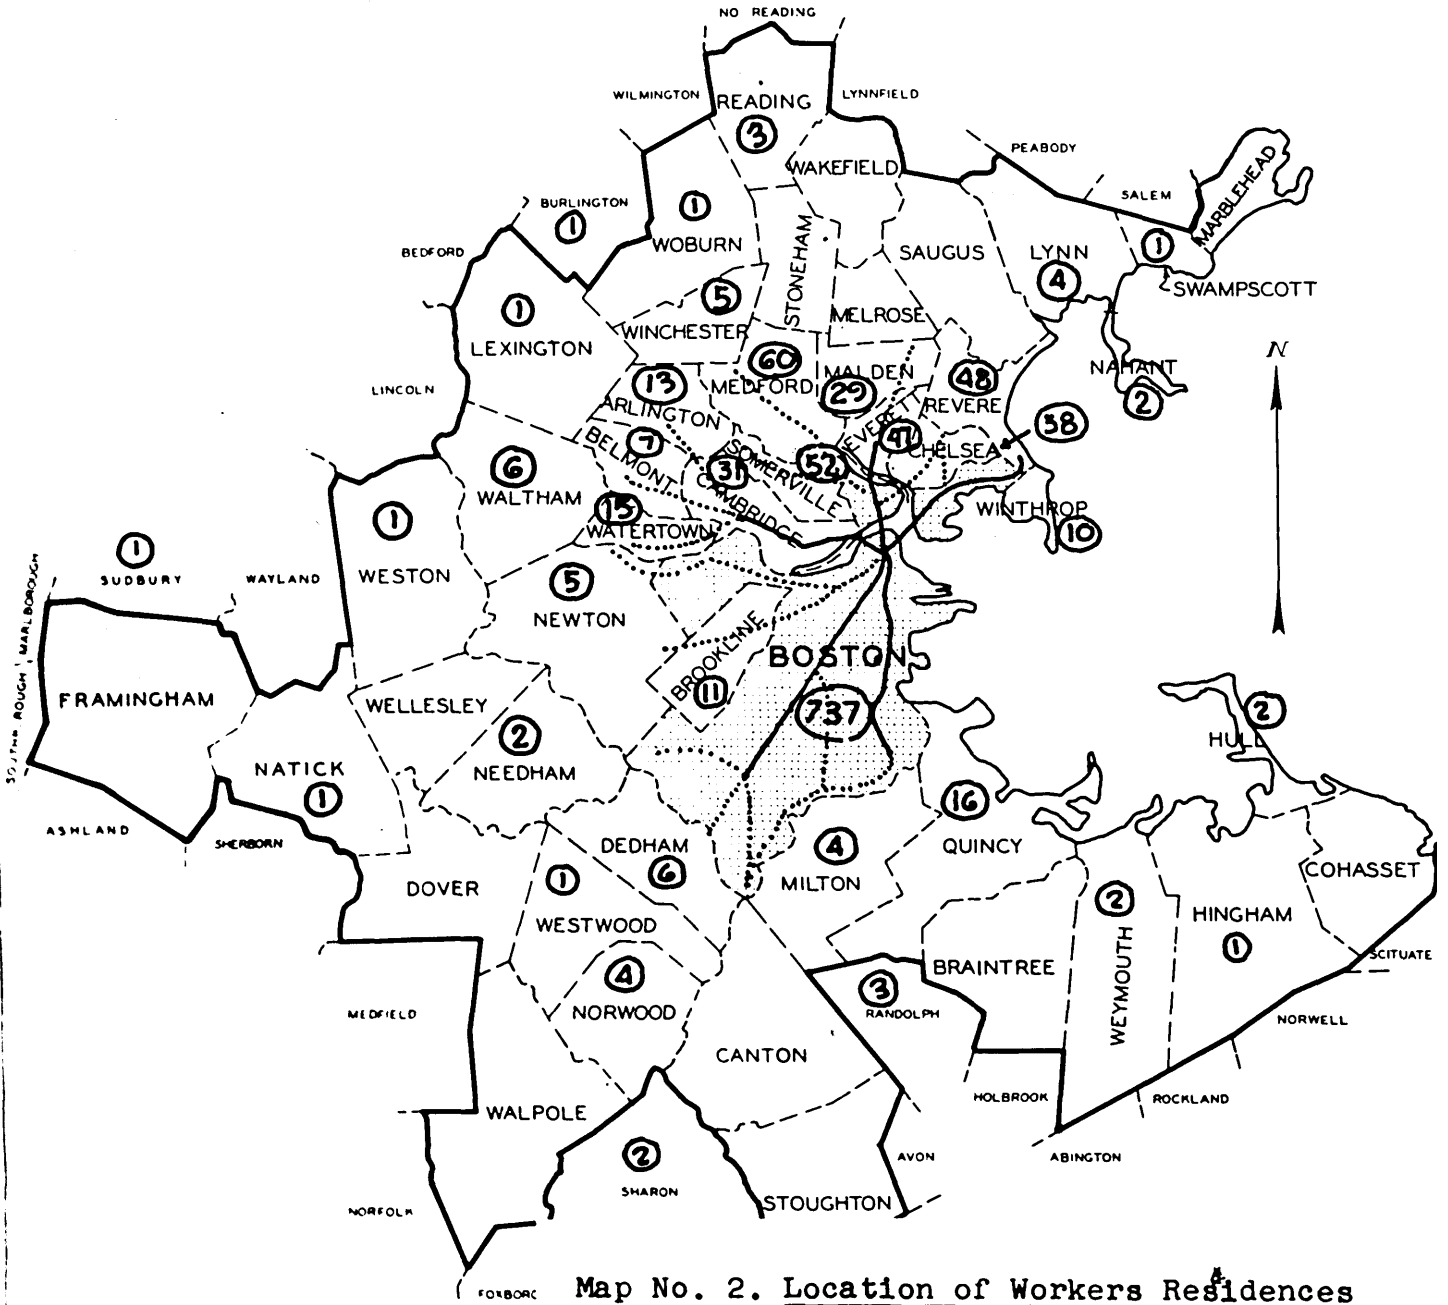 NO READING
WILMINGTON
READING
LYNNFIELD
3
WAKEFIELD
PEABODY
SALEM
MARBLEHEAD
BURLINGTON
1
1
WOBURN
STONEHAM
SAUGUS
LYNN
4
1
SWAMPSCOTT
BEDFORD
1
LEXINGTON
5
WINCHESTER
MELROSE
N
LINCOLN
13
ARLINGTON
60
MEDFORD
MALDEN
29
48
REVERE
NAHANT
2
EVERETT
47
38
CHELSEA
7
BELMONT
31
SOMERVILLE
52
CAMBRIDGE
6
WALTHAM
15
WATERTOWN
WINTHROP
10
1
WESTON
1
SUDBURY
WAYLAND
MARLBOROUGH
5
NEWTON
BROOKLINE
11
BOSTON
737
FRAMINGHAM
WELLESLEY
2
NEEDHAM
NATICK
1
2
HULL
ASHLAND
SHERBORN
16
QUINCY
DOVER
DEDHAM
6
4
MILTON
COHASSET
1
WESTWOOD
2
WEYMOUTH
HINGHAM
1
SCITUATE
4
NORWOOD
BRAINTREE
3
RANDOLPH
MEDFIELD
CANTON
NORWELL
HOLBROOK
ROCKLAND
WALPOLE
2
SHARON
AVON
ABINGTON
NORFOLK
STOUGHTON
FOXBORO
Map No. 2. Location of Workers Residences